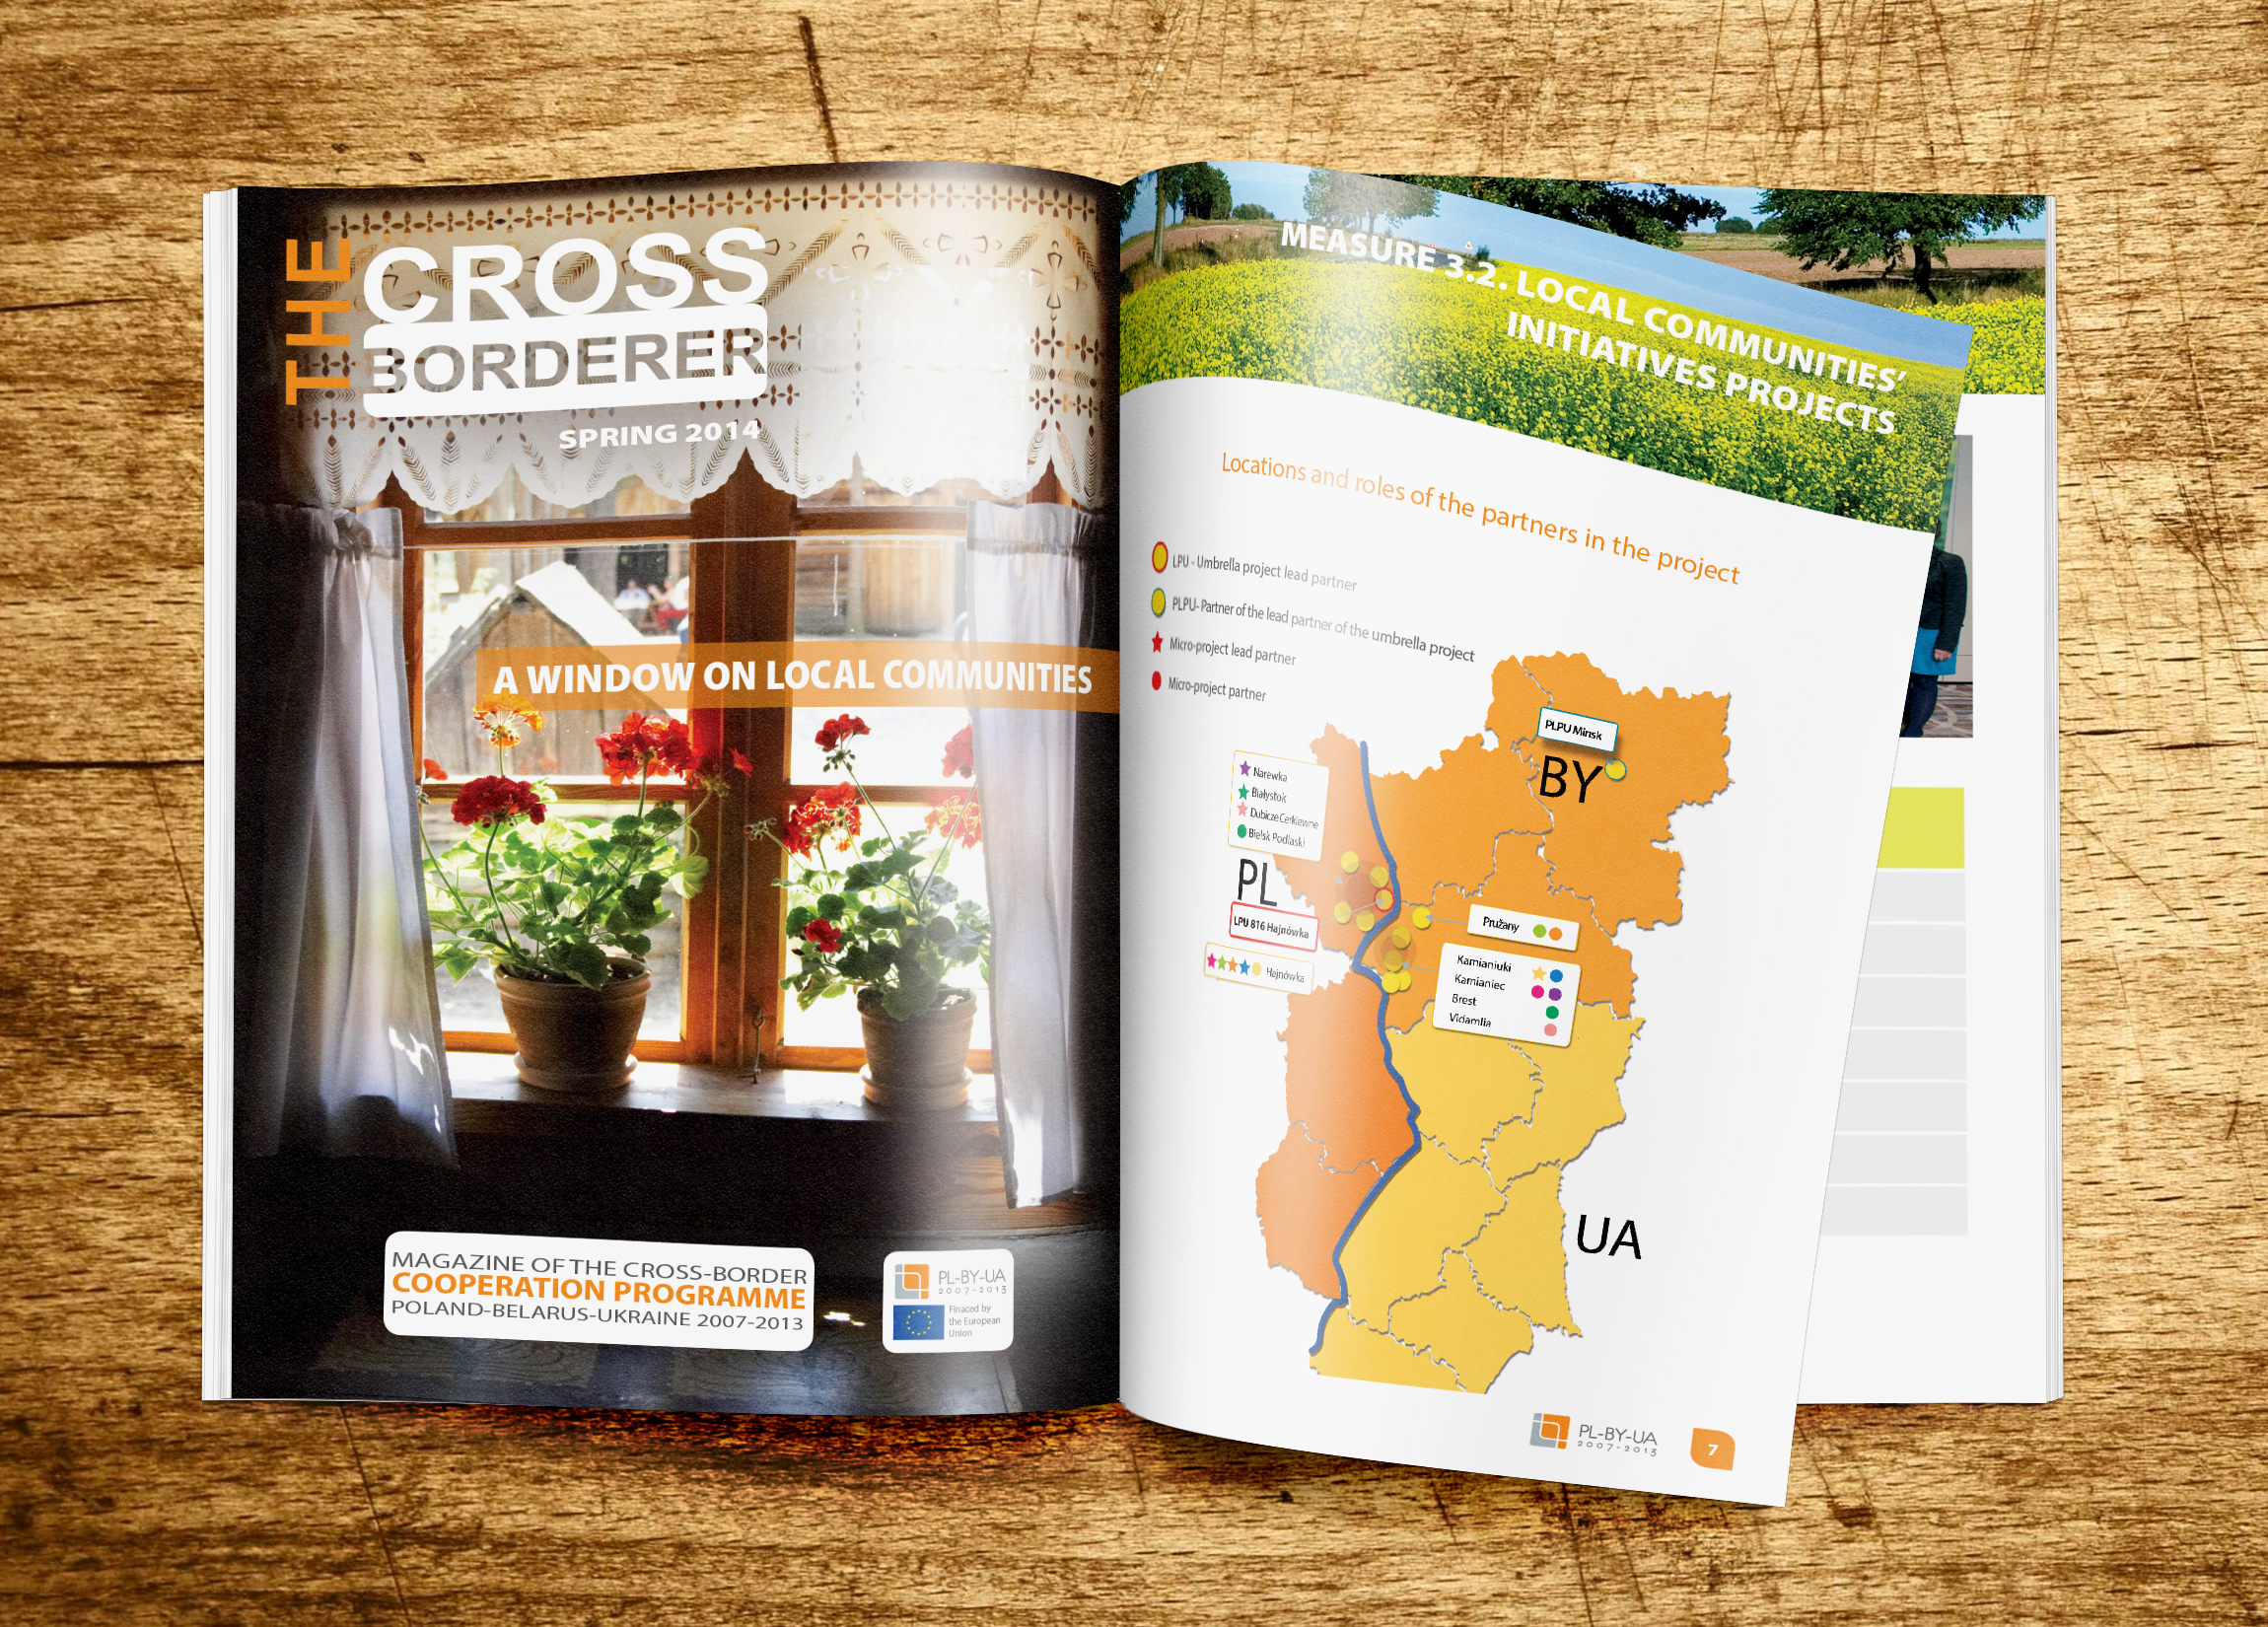 THE
CROSS
BORDERER
SPRING 2014
A WINDOW ON LOCAL COMMUNITIES
MAGAZINE OF THE CROSS-BORDER
COOPERATION PROGRAMME
POLAND-BELARUS-UKRAINE 2007-2013
PL-BY-UA
2007-2013
Finaced by
the European
Union
MEASURE 3.2. LOCAL COMMUNITIES'
INITIATIVES PROJECTS
Locations and roles of the partners in the project
LPU - Umbrella project lead partner
PLPU- Partner of the lead partner of the umbrella project
Micro-project lead partner
Micro-project partner
PLPU Minsk
BY
Narewka
Białystok
Dubicze Cerkiewne
Bielsk Podlaski
PL
LPU 816 Hajnówka
Hajnówka
Pružany
Kamianiuki
Kamianiec
Brest
Vidamlia
UA
PL-BY-UA
2007-2013
7